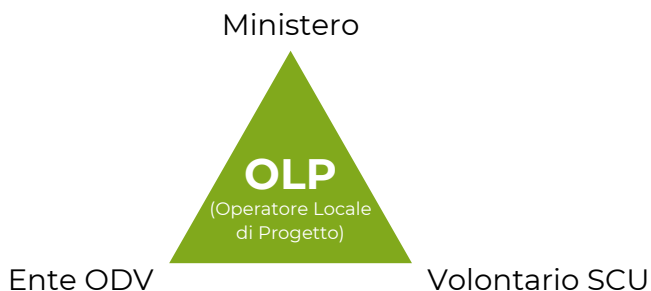 Ministero
OLP
(Operatore Locale
di Progetto)
Ente ODV
Volontario SCU